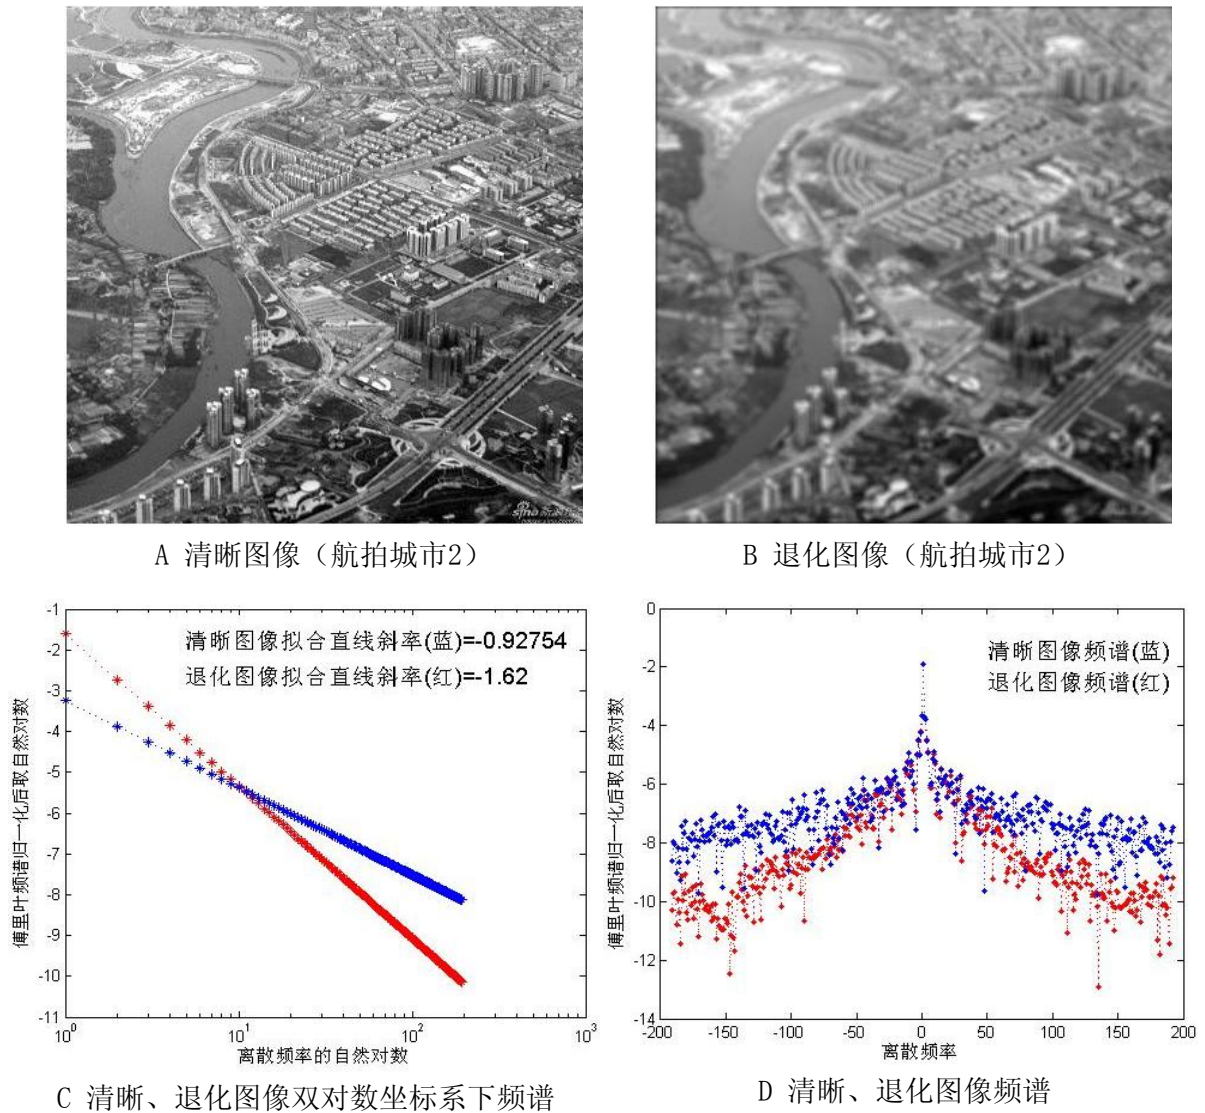 sina 新浪航空
A 清晰图像（航拍城市2）
B 退化图像（航拍城市2）
清晰图像拟合直线斜率(蓝)=-0.92754
退化图像拟合直线斜率(红)=-1.62
傅里叶频谱归一化后取自然对数
-1
-2
-3
-4
-5
-6
-7
-8
-9
-10
-11
10⁰
10¹
10²
10³
离散频率的自然对数
C 清晰、退化图像双对数坐标系下频谱
清晰图像频谱(蓝)
退化图像频谱(红)
傅里叶频谱归一化后取自然对数
0
-2
-4
-6
-8
-10
-12
-14
-200
-150
-100
-50
0
50
100
150
200
离散频率
D 清晰、退化图像频谱